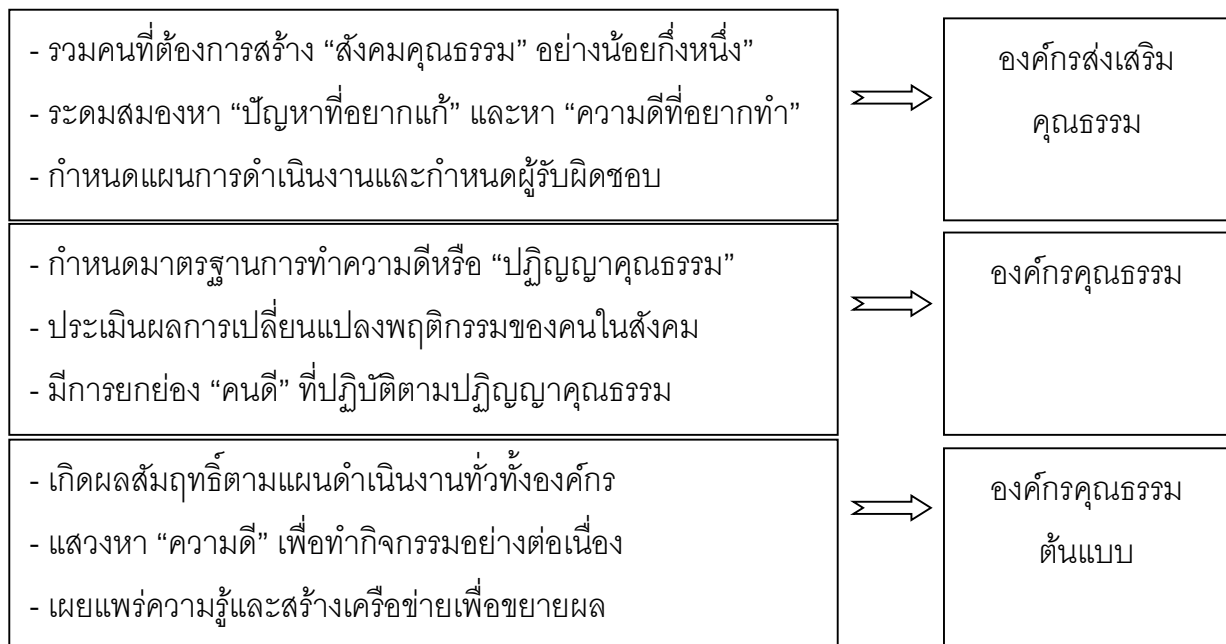 - รวมคนที่ต้องการสร้าง “สังคมคุณธรรม” อย่างน้อยกึ่งหนึ่ง”
- ระดมสมองหา “ปัญหาที่อยากแก้” และหา “ความดีที่อยากทำ”
- กำหนดแผนการดำเนินงานและกำหนดผู้รับผิดชอบ
องค์กรส่งเสริม
คุณธรรม
- กำหนดมาตรฐานการทำความดีหรือ “ปฏิญญาคุณธรรม”
- ประเมินผลการเปลี่ยนแปลงพฤติกรรมของคนในสังคม
- มีการยกย่อง “คนดี” ที่ปฏิบัติตามปฏิญญาคุณธรรม
องค์กรคุณธรรม
- เกิดผลสัมฤทธิ์ตามแผนดำเนินงานทั่วทั้งองค์กร
- แสวงหา “ความดี” เพื่อทำกิจกรรมอย่างต่อเนื่อง
- เผยแพร่ความรู้และสร้างเครือข่ายเพื่อขยายผล
องค์กรคุณธรรม
ต้นแบบ